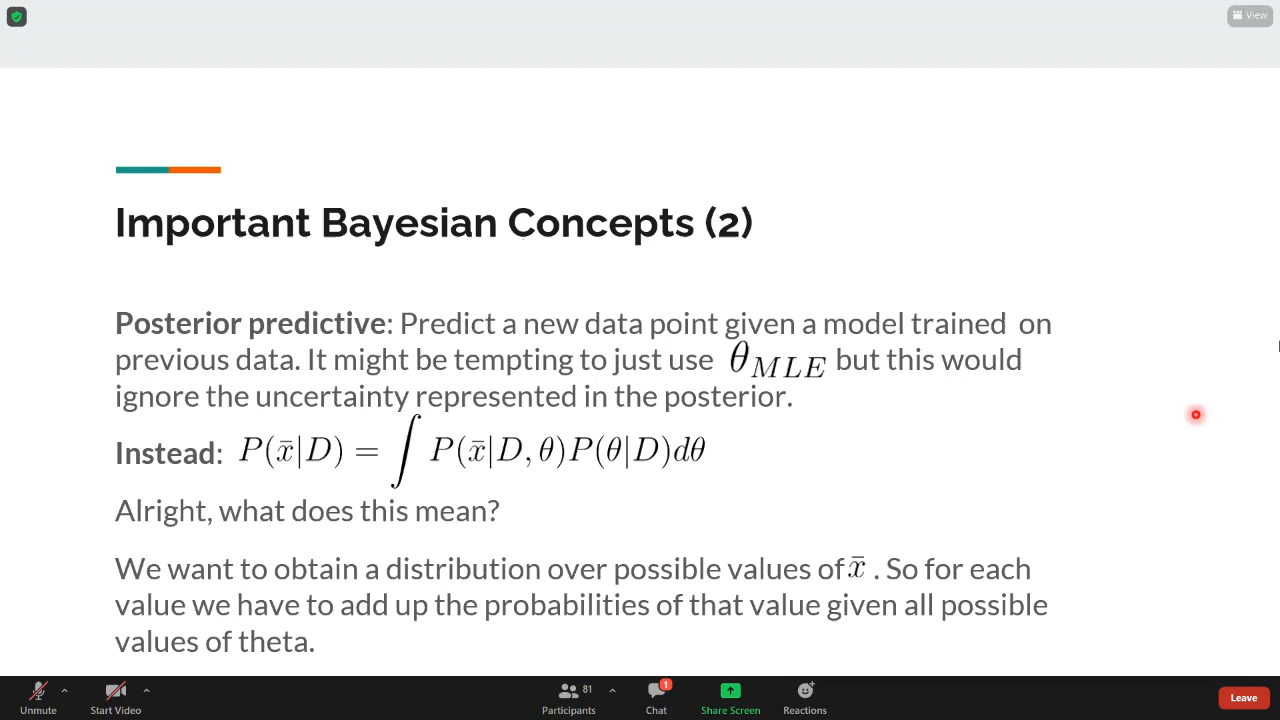 View
Important Bayesian Concepts (2)
Posterior predictive: Predict a new data point given a model trained on
previous data. It might be tempting to just use θ_{MLE} but this would
ignore the uncertainty represented in the posterior.
Instead: P(x̄|D) = ∫ P(x̄|D, θ)P(θ|D)dθ
Alright, what does this mean?
We want to obtain a distribution over possible values of x̄ . So for each
value we have to add up the probabilities of that value given all possible
values of theta.
Unmute
Start Video
81
Participants
1
Chat
Share Screen
Reactions
Leave